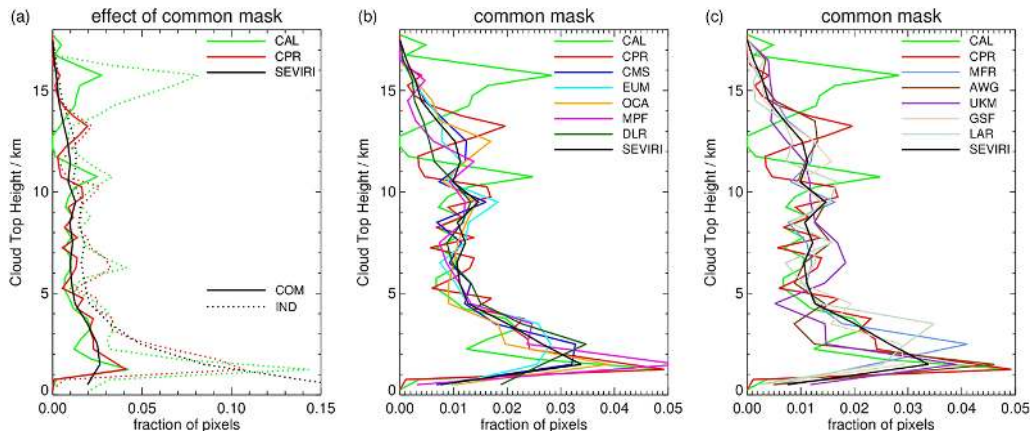 (a) effect of common mask
CAL
CPR
SEVIRI
COM
IND
Cloud Top Height / km
0
5
10
15
0.00 0.05 0.10 0.15
fraction of pixels
(b) common mask
CAL
CPR
CMS
EUM
OCA
MPF
DLR
SEVIRI
Cloud Top Height / km
0
5
10
15
0.00 0.01 0.02 0.03 0.04 0.05
fraction of pixels
(c) common mask
CAL
CPR
MFR
AWG
UKM
GSF
LAR
SEVIRI
Cloud Top Height / km
0
5
10
15
0.00 0.01 0.02 0.03 0.04 0.05
fraction of pixels